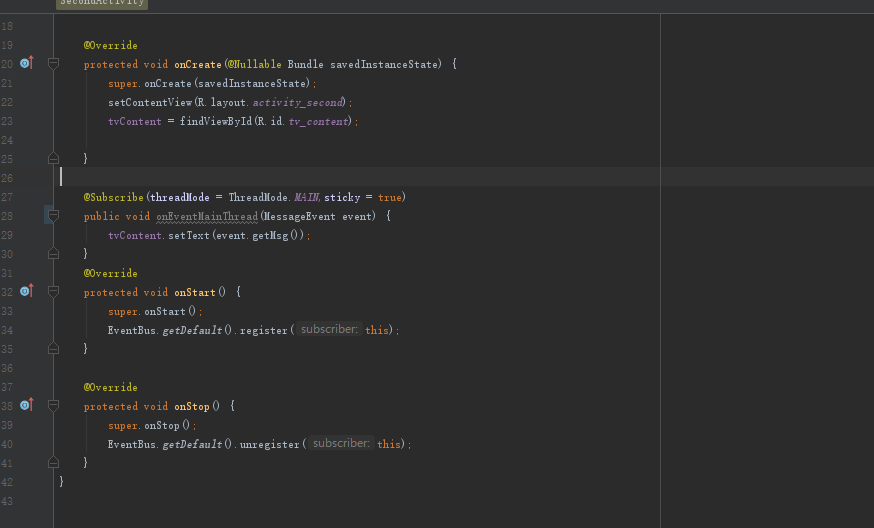 SecondActivity
18
19 @Override
20 protected void onCreate(@Nullable Bundle savedInstanceState) {
21 super.onCreate(savedInstanceState);
22 setContentView(R.layout.activity_second);
23 tvContent = findViewById(R.id.tv_content);
24
25 }
26
27 @Subscribe(threadMode = ThreadMode.MAIN,sticky = true)
28 public void onEventMainThread(MessageEvent event) {
29 tvContent.setText(event.getMsg());
30 }
31 @Override
32 protected void onStart() {
33 super.onStart();
34 EventBus.getDefault().register( subscriber: this);
35 }
36
37 @Override
38 protected void onStop() {
39 super.onStop();
40 EventBus.getDefault().unregister( subscriber: this);
41 }
42 }
43